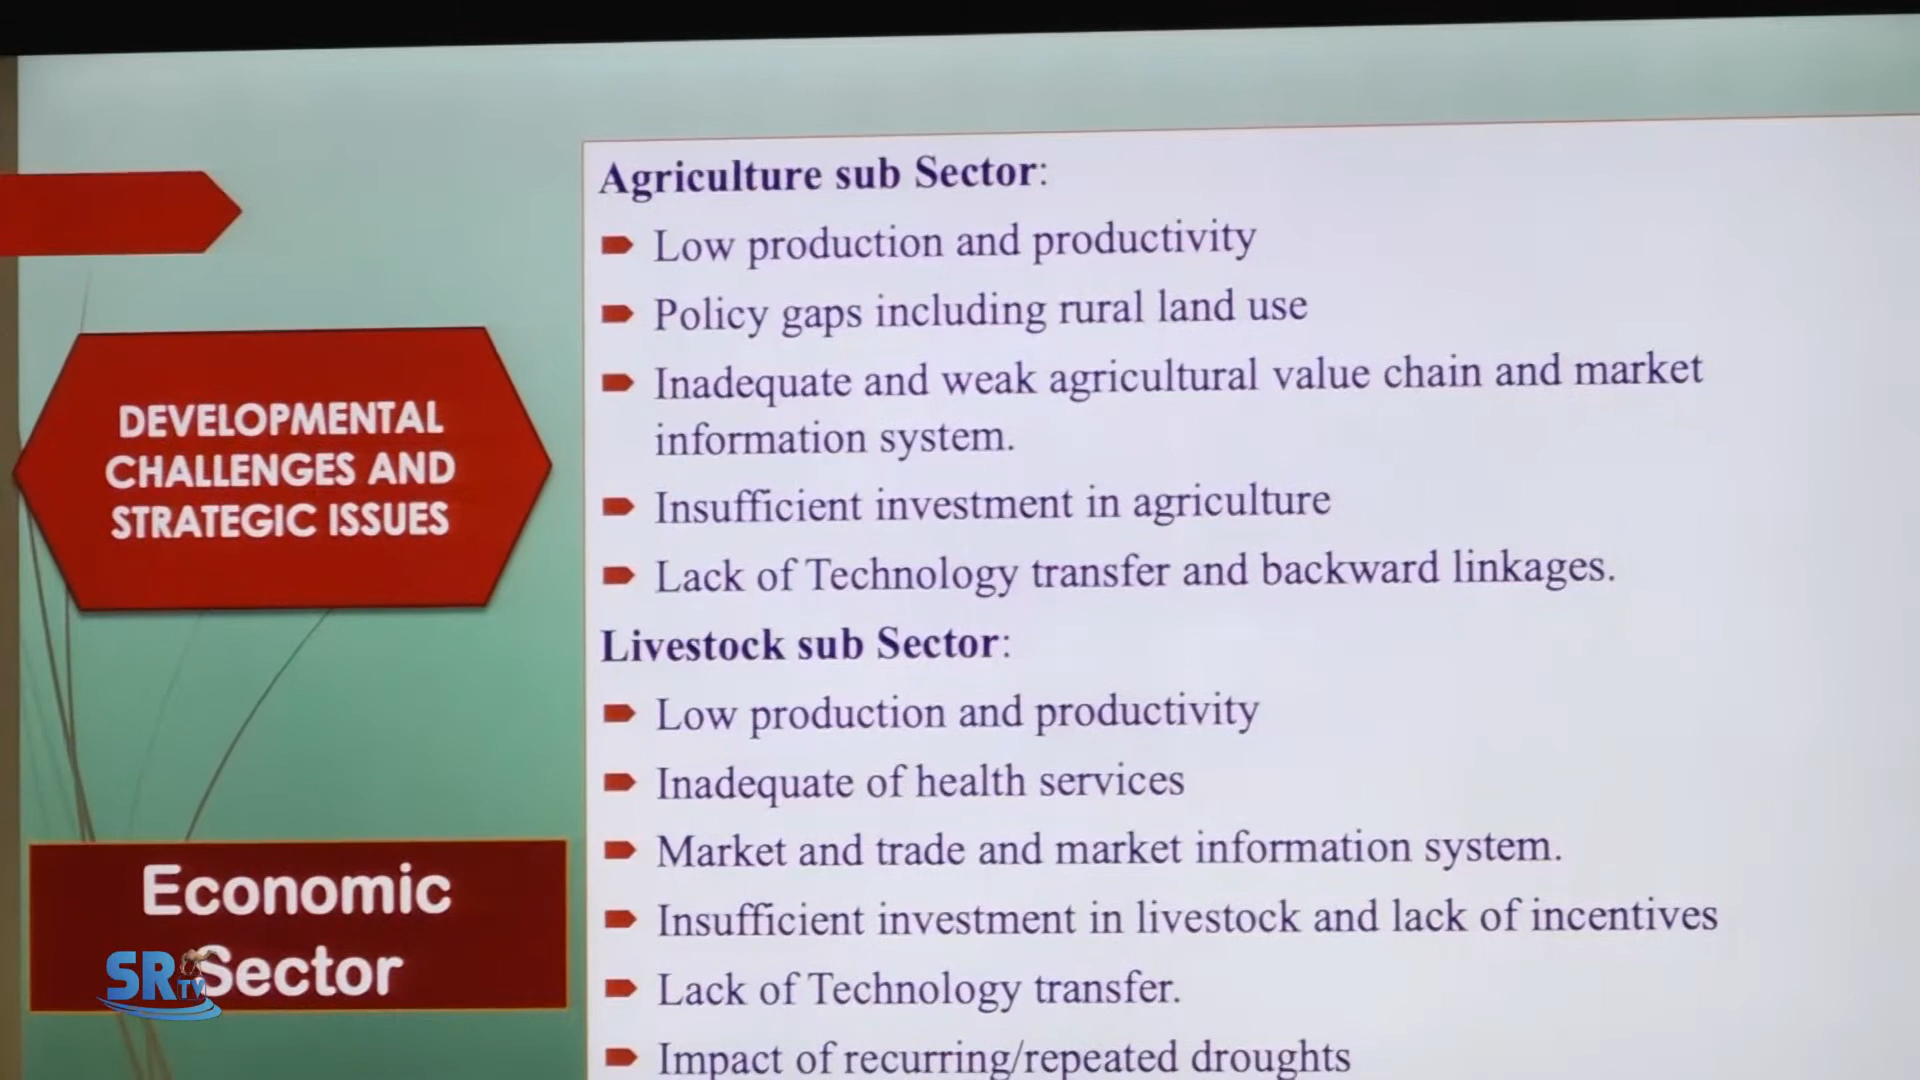 DEVELOPMENTAL
CHALLENGES AND
STRATEGIC ISSUES
Economic
Sector
SR
TV
Agriculture sub Sector:
Low production and productivity
Policy gaps including rural land use
Inadequate and weak agricultural value chain and market
information system.
Insufficient investment in agriculture
Lack of Technology transfer and backward linkages.
Livestock sub Sector:
Low production and productivity
Inadequate of health services
Market and trade and market information system.
Insufficient investment in livestock and lack of incentives
Lack of Technology transfer.
Impact of recurring/repeated droughts